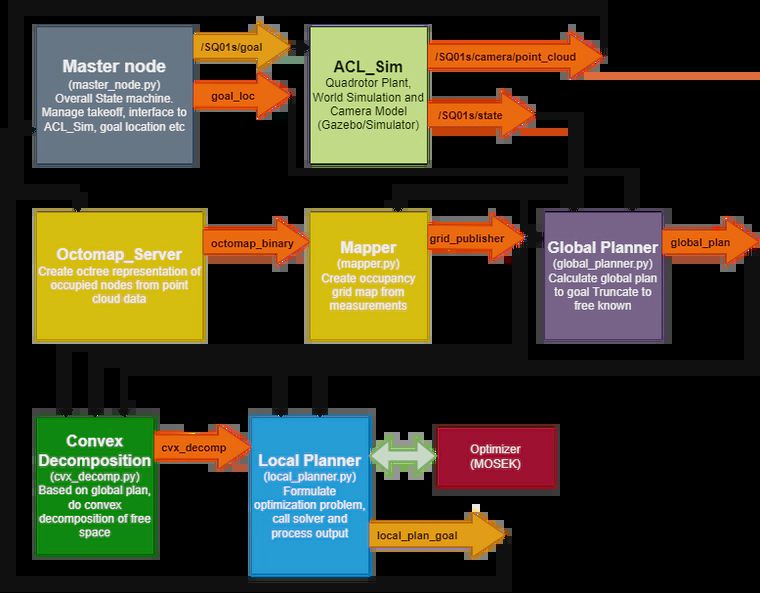 Master node
(master_node.py)
Overall State machine.
Manage takeoff, interface to
ACL_Sim, goal location etc
/SQ01s/goal
goal_loc
ACL_Sim
Quadrotor Plant,
World Simulation and
Camera Model
(Gazebo/Simulator)
/SQ01s/camera/point_cloud
/SQ01s/state
Octomap_Server
Create octree representation of
occupied nodes from point
cloud data
octomap_binary
Mapper
(mapper.py)
Create occupancy
grid map from
measurements
grid_publisher
Global Planner
(global_planner.py)
Calculate global plan
to goal Truncate to
free known
global_plan
Convex
Decomposition
(cvx_decomp.py)
Based on global plan,
do convex
decomposition of free
space
cvx_decomp
Local Planner
(local_planner.py)
Formulate
optimization problem,
call solver and
process output
Optimizer
(MOSEK)
local_plan_goal